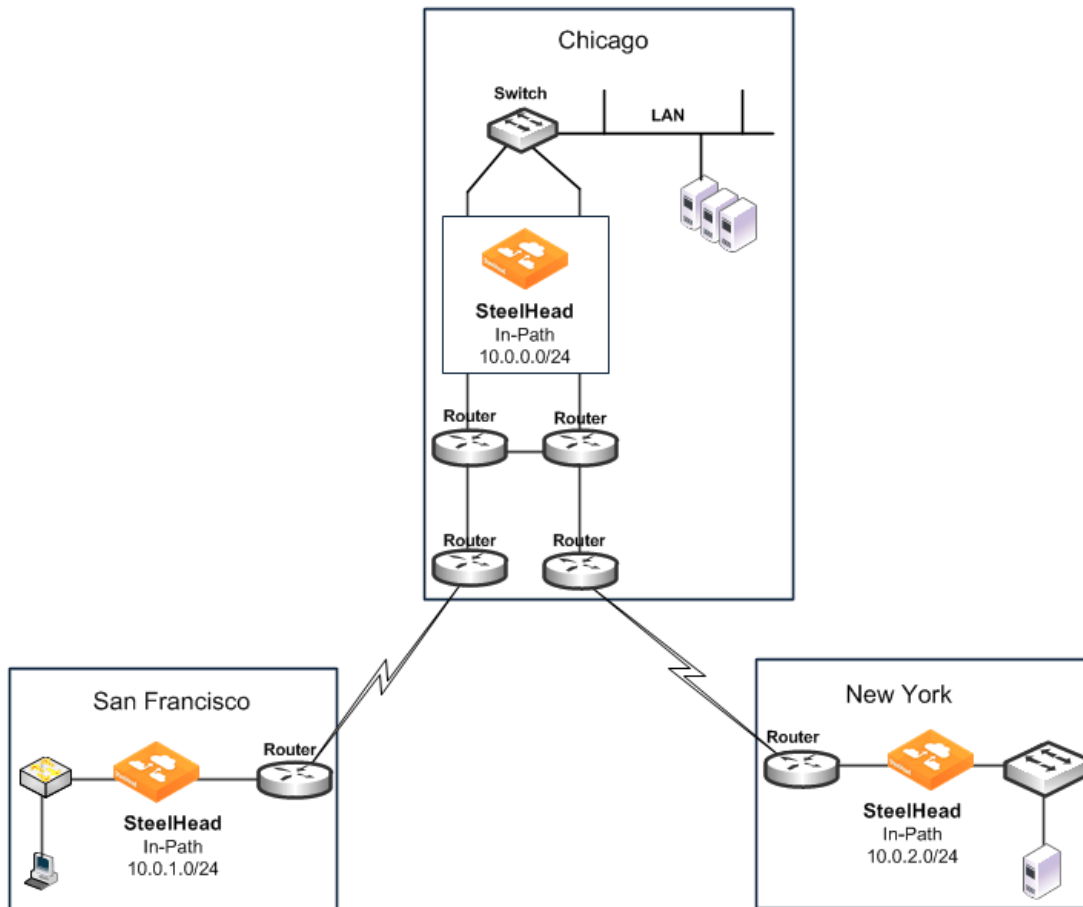 Chicago
Switch
LAN
SteelHead
In-Path
10.0.0.0/24
Router
Router
Router
Router
San Francisco
Router
SteelHead
In-Path
10.0.1.0/24
New York
Router
SteelHead
In-Path
10.0.2.0/24